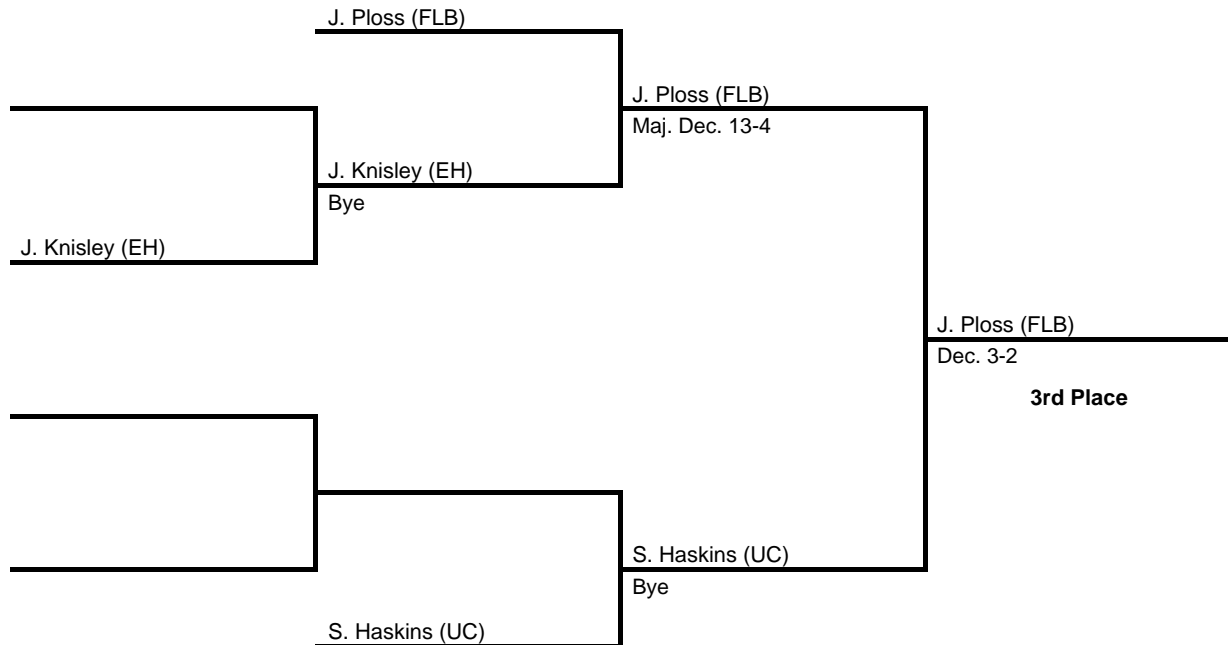 J. Ploss (FLB)
J. Ploss (FLB)
Maj. Dec. 13-4
J. Knisley (EH)
Bye
J. Knisley (EH)
J. Ploss (FLB)
Dec. 3-2
3rd Place
S. Haskins (UC)
Bye
S. Haskins (UC)